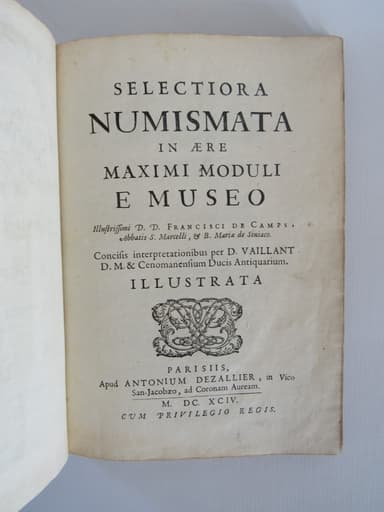 SELECTIORA
NUMISMATA
IN ÆRE
MAXIMI MODULI
E MUSEO
Illustrissimi D. D. FRANCISCI DE CAMPS,
Abbatis S. Marcelli, & B. Mariæ de Siniaco.
Concisis interpretationibus per D. VAILLANT
D. M. & Cenomanensium Ducis Antiquarium.
ILLUSTRATA
PARISIIS,
Apud ANTONIUM DEZALLIER, in Vico
San-Jacobæo, ad Coronam Auream.
M. DC. XCIV.
CUM PRIVILEGIO REGIS.